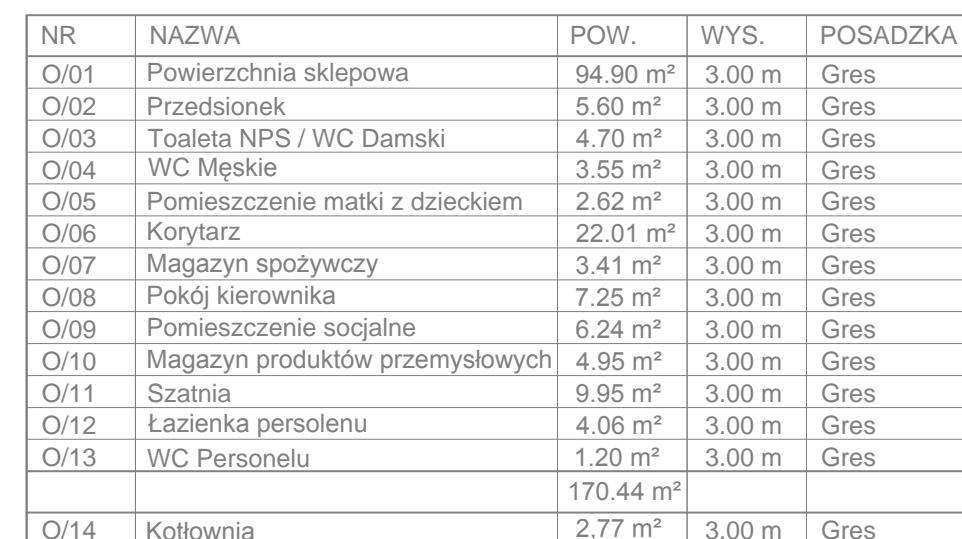 NR NAZWA POW. WYS. POSADZKA
O/01 Powierzchnia sklepowa 94.90 m² 3.00 m Gres
O/02 Przedsionek 5.60 m² 3.00 m Gres
O/03 Toaleta NPS / WC Damski 4.70 m² 3.00 m Gres
O/04 WC Męskie 3.55 m² 3.00 m Gres
O/05 Pomieszczenie matki z dzieckiem 2.62 m² 3.00 m Gres
O/06 Korytarz 22.01 m² 3.00 m Gres
O/07 Magazyn spożywczy 3.41 m² 3.00 m Gres
O/08 Pokój kierownika 7.25 m² 3.00 m Gres
O/09 Pomieszczenie socjalne 6.24 m² 3.00 m Gres
O/10 Magazyn produktów przemysłowych 4.95 m² 3.00 m Gres
O/11 Szatnia 9.95 m² 3.00 m Gres
O/12 Łazienka persolenu 4.06 m² 3.00 m Gres
O/13 WC Personelu 1.20 m² 3.00 m Gres
170.44 m²
O/14 Kotłownia 2,77 m² 3.00 m Gres